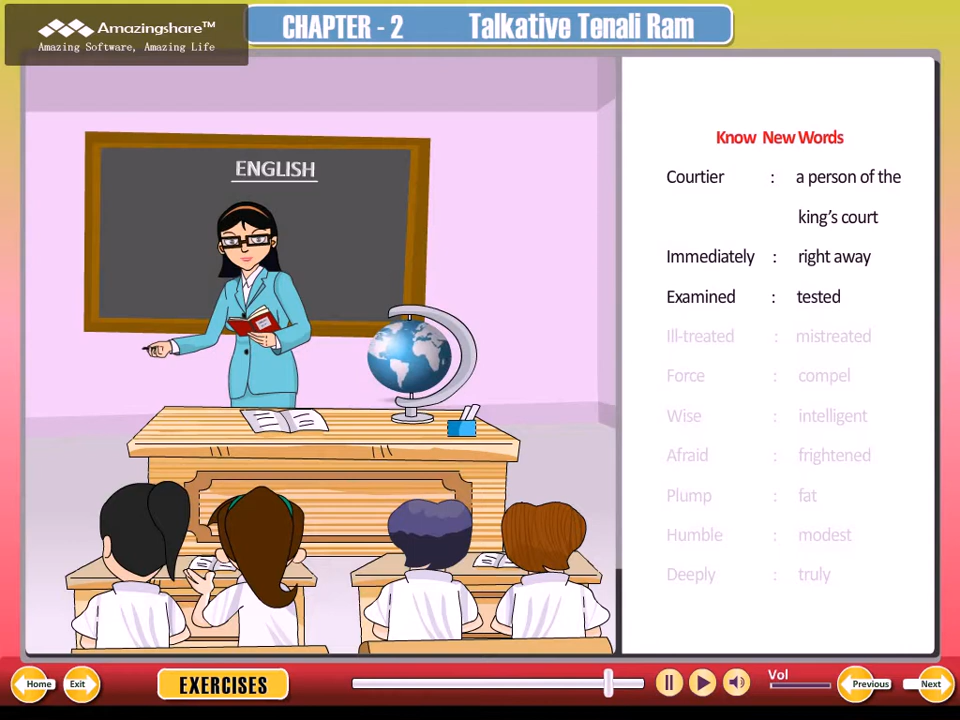 Amazingshare™
Amazing Software, Amazing Life
CHAPTER - 2 Talkative Tenali Ram
ENGLISH
Know New Words
Courtier : a person of the
king's court
Immediately : right away
Examined : tested
Ill-treated : mistreated
Force : compel
Wise : intelligent
Afraid : frightened
Plump : fat
Humble : modest
Deeply : truly
Home Exit EXERCISES Vol Previous Next